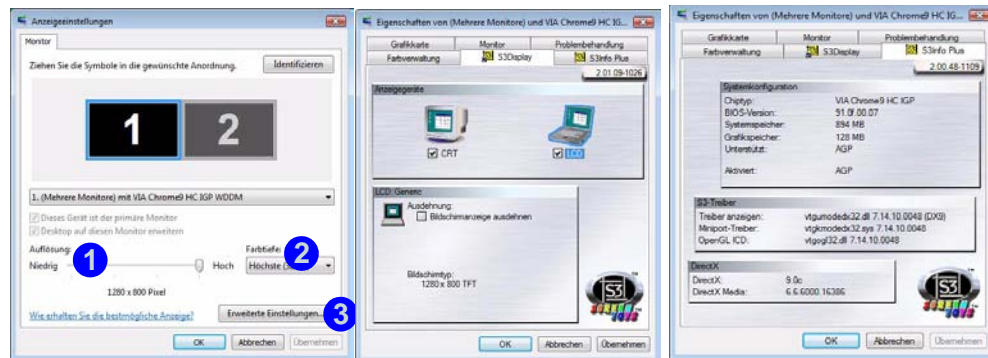 Anzeigeeinstellungen
Monitor
Ziehen Sie die Symbole in die gewünschte Anordnung.
Identifizieren
1
2
1. (Mehrere Monitore) mit VIA Chrome9 HC IGP WDDM
Dieses Gerät ist der primäre Monitor
Desktop auf diesen Monitor erweitern
Auflösung:
Farbtiefe:
1
2
Niedrig
Hoch
Höchste
1280 x 800 Pixel
Wie erhalten Sie die bestmögliche Anzeige?
Erweiterte Einstellungen...
3
OK
Abbrechen
Übernehmen
Eigenschaften von (Mehrere Monitore) und VIA Chrome9 HC IG...
Grafikkarte
Monitor
Problembehandlung
Farbverwaltung
S3Display
S3Info Plus
2.01.09-1026
Anzeigegeräte
CRT
LCD
LCD: Generic
Ausdehnung:
Bildschirmanzeige ausdehnen
Bildschirmtyp:
1280 x 800 TFT
S3
OK
Abbrechen
Übernehmen
Eigenschaften von (Mehrere Monitore) und VIA Chrome9 HC IG...
Grafikkarte
Monitor
Problembehandlung
Farbverwaltung
S3Display
S3Info Plus
2.00.48-1109
Systemkonfiguration
Chiptyp: VIA Chrome9 HC IGP
BIOS-Version: 51.0f.00.07
Systemspeicher: 894 MB
Grafikspeicher: 128 MB
Unterstützt: AGP
Aktiviert: AGP
S3-Treiber
Treiber anzeigen: vtgumodedx32.dll 7.14.10.0048 (DX9)
Miniport-Treiber: vtgkmodedx32.sys 7.14.10.0048
OpenGL ICD: vtgogl32.dll 7.14.10.0048
DirectX
DirectX: 9.0c
DirectX Media: 6.6.6000.16386
S3
OK
Abbrechen
Übernehmen